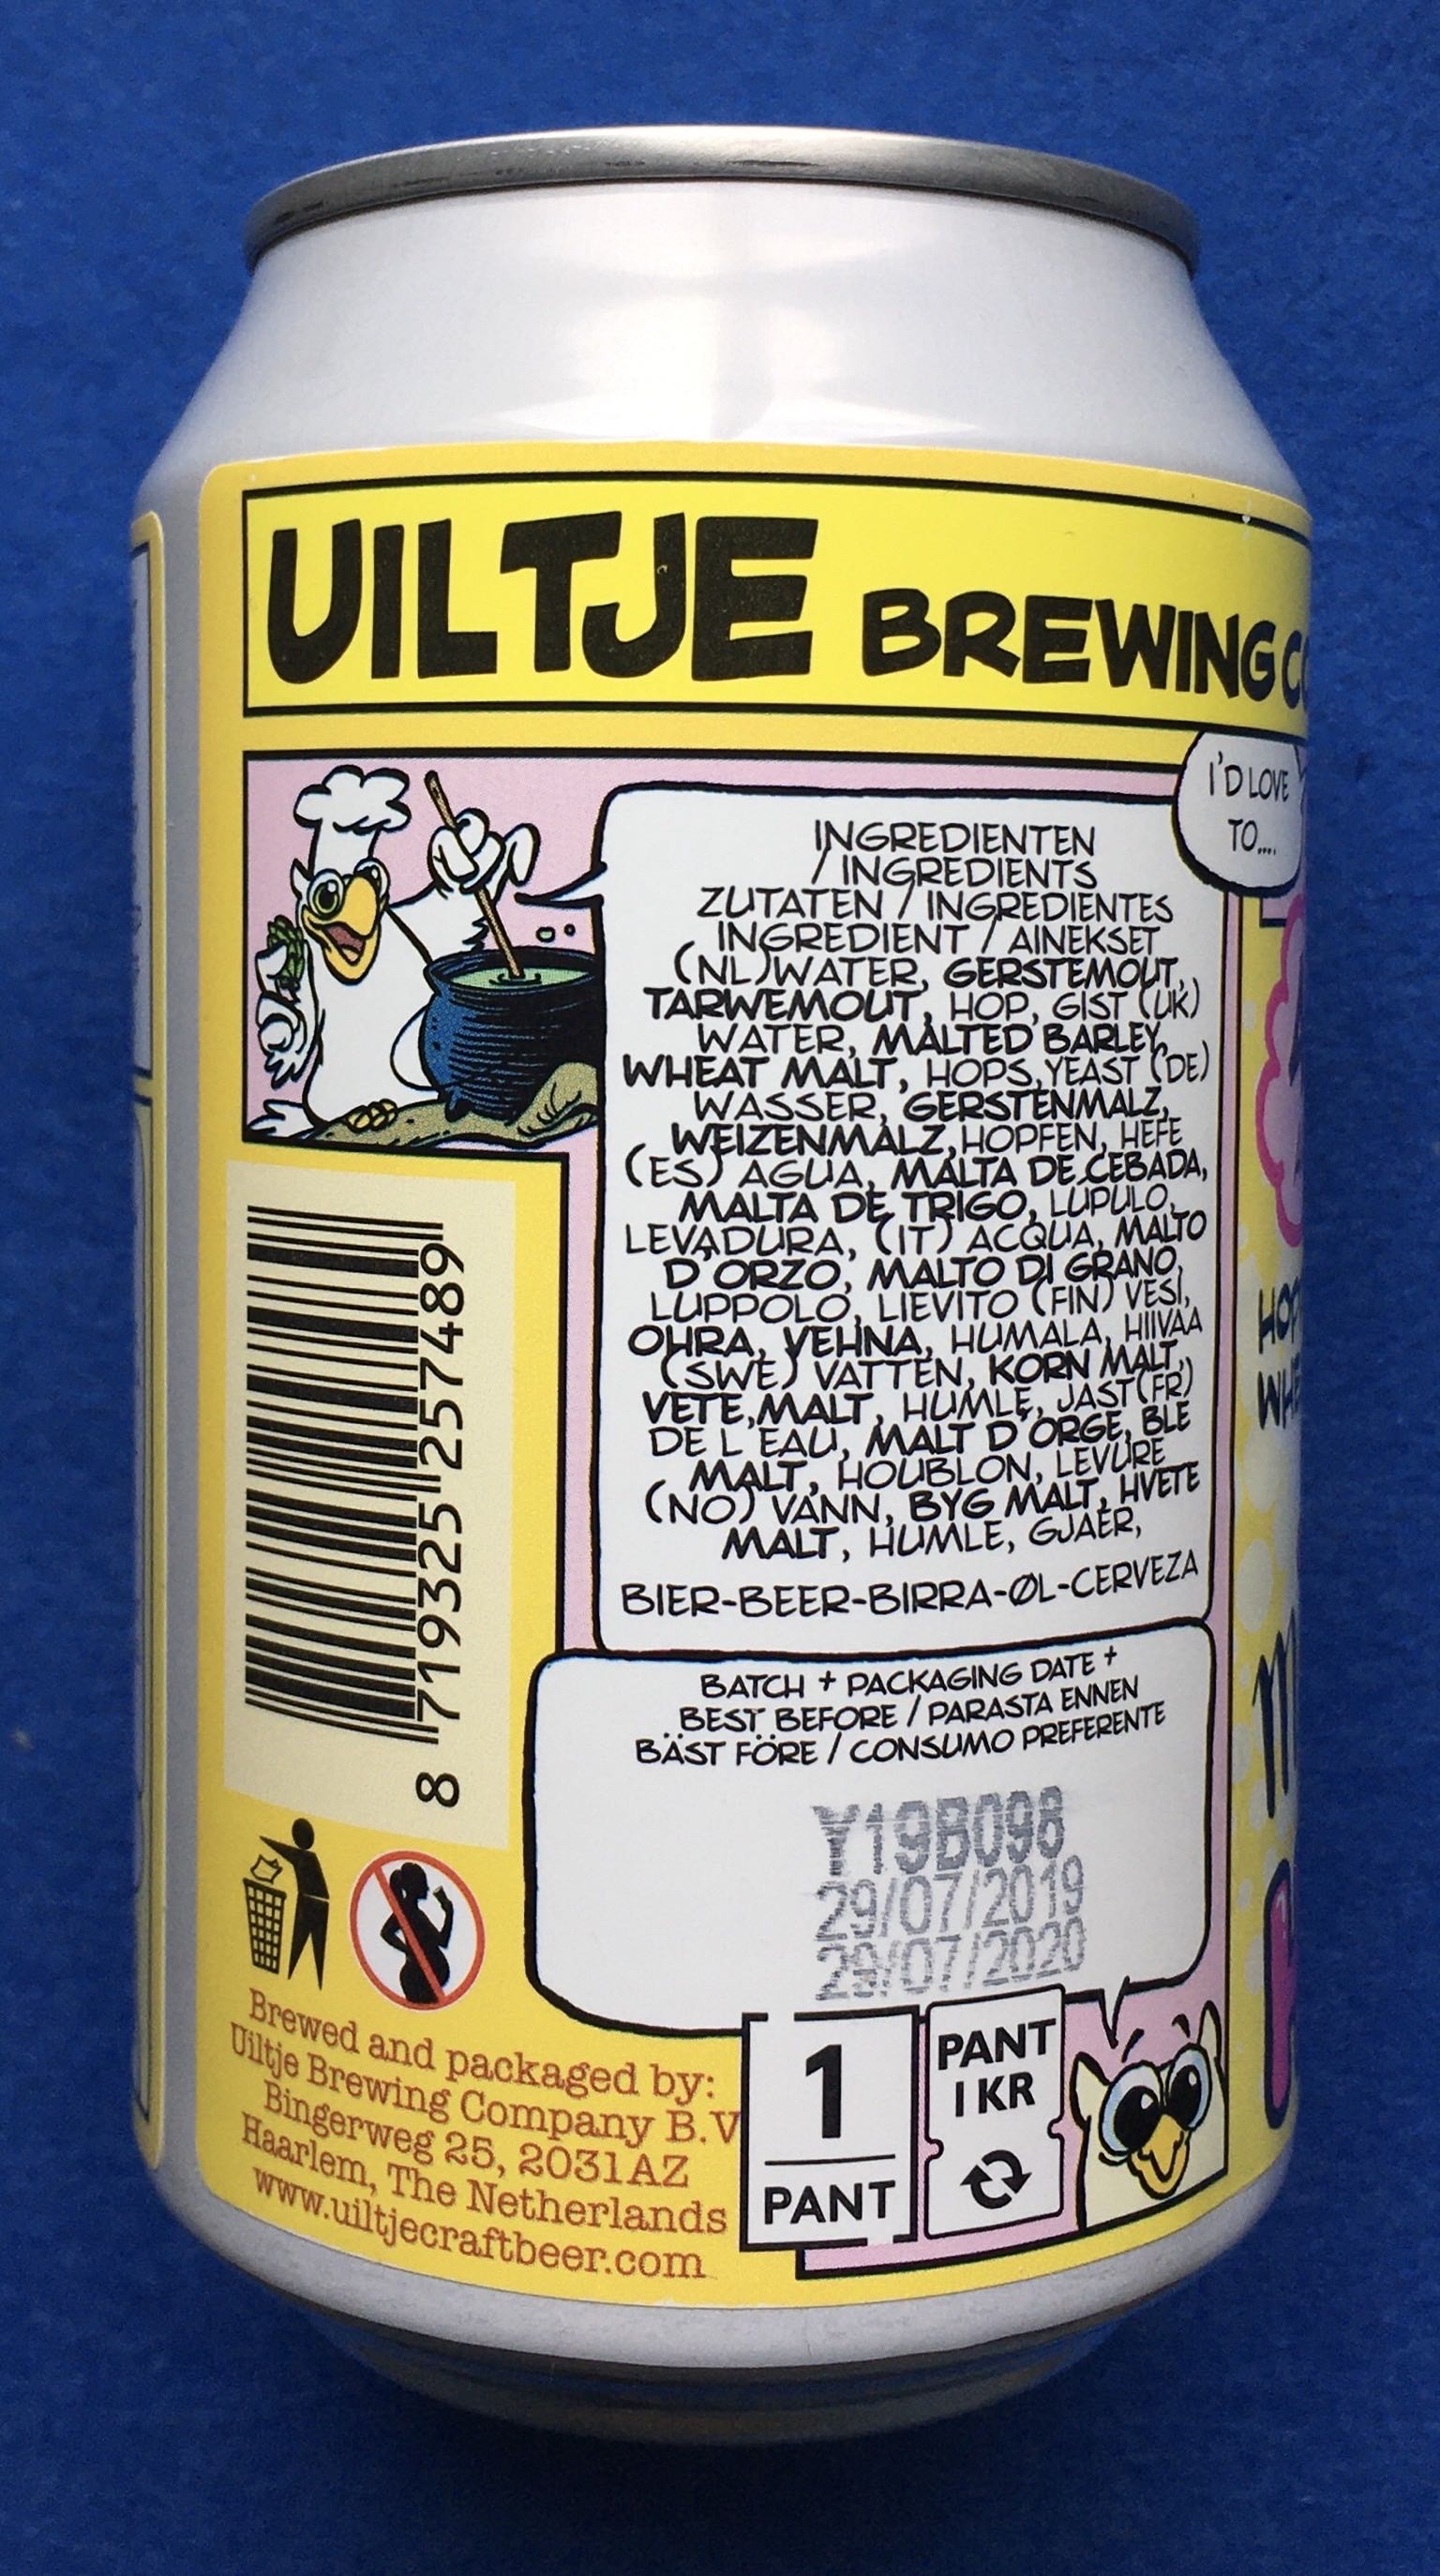 UILTJE BREWING
I'D LOVE
TO....
INGREDIENTEN
/ INGREDIENTS
ZUTATEN / INGREDIENTES
INGREDIENT / AINEKSET
(NL)WATER, GERSTEMOUT,
TARWEMOUT, HOP, GIST (UK)
WATER, MALTED BARLEY,
WHEAT MALT, HOPS,YEAST (DE)
WASSER, GERSTENMALZ,
WEIZENMALZ,HOPFEN, HEFE
(ES) AGUA, MALTA DE CEBADA,
MALTA DE TRIGO, LUPULO,
LEVADURA, (IT) ACQUA, MALTO
D'ORZO, MALTO DI GRANO,
LUPPOLO, LIEVITO (FIN) VESI,
OHRA, VEHNA, HUMALA, HIIVAA
(SWE) VATTEN, KORN MALT,
VETE,MALT, HUMLE, JAST(FR)
DE L'EAU, MALT D'ORGE, BLE
MALT, HOUBLON, LEVURE
(NO) VANN, BYG MALT, HVETE
MALT, HUMLE, GJAER,
BIER-BEER-BIRRA-ØL-CERVEZA
BATCH + PACKAGING DATE +
BEST BEFORE / PARASTA ENNEN
BÄST FÖRE / CONSUMO PREFERENTE
Y19B098
29/07/2019
29/07/2020
8 719325 257489
Brewed and packaged by:
Uiltje Brewing Company B.V
Bingerweg 25, 2031AZ
Haarlem, The Netherlands
www.uiltjecraftbeer.com
1
PANT
PANT
1 KR